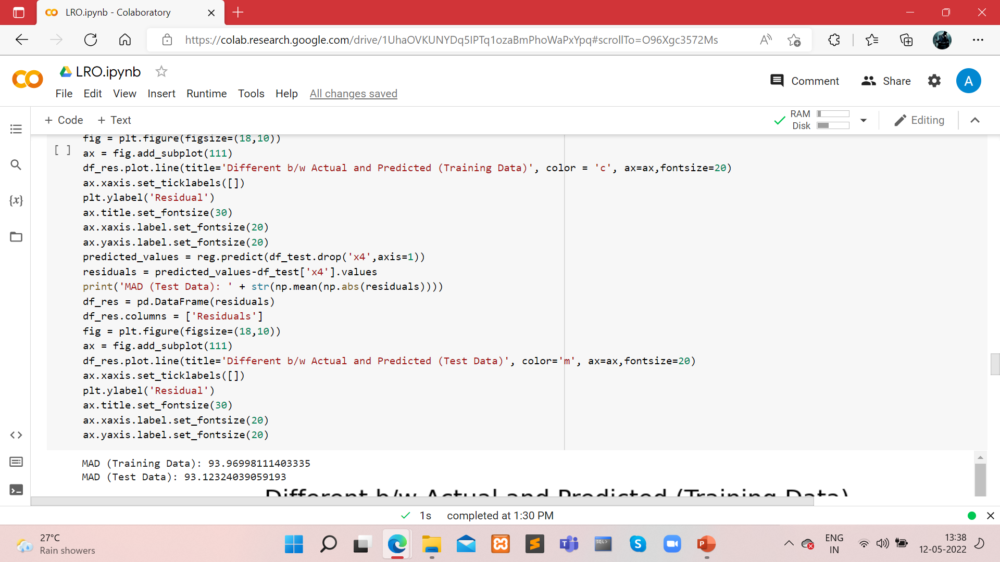 LRO.ipynb - Colaboratory
https://colab.research.google.com/drive/1UhaOVKUNYDq5IPTq1ozaBmPhoWaPxYpq#scrollTo=O96Xgc3572Ms
LRO.ipynb
Comment
Share
A
File Edit View Insert Runtime Tools Help All changes saved
+ Code + Text
RAM
Disk
Editing
fig = plt.figure(figsize=(18,10))
[ ]
ax = fig.add_subplot(111)
df_res.plot.line(title='Different b/w Actual and Predicted (Training Data)', color = 'c', ax=ax,fontsize=20)
ax.xaxis.set_ticklabels([])
plt.ylabel('Residual')
ax.title.set_fontsize(30)
ax.xaxis.label.set_fontsize(20)
ax.yaxis.label.set_fontsize(20)
predicted_values = reg.predict(df_test.drop('x4',axis=1))
residuals = predicted_values-df_test['x4'].values
print('MAD (Test Data): ' + str(np.mean(np.abs(residuals))))
df_res = pd.DataFrame(residuals)
df_res.columns = ['Residuals']
fig = plt.figure(figsize=(18,10))
ax = fig.add_subplot(111)
df_res.plot.line(title='Different b/w Actual and Predicted (Test Data)', color='m', ax=ax,fontsize=20)
ax.xaxis.set_ticklabels([])
plt.ylabel('Residual')
ax.title.set_fontsize(30)
ax.xaxis.label.set_fontsize(20)
ax.yaxis.label.set_fontsize(20)
MAD (Training Data): 93.96998111403335
MAD (Test Data): 93.12324039059193
Different b/w Actual and Predicted (Training Data)
1s completed at 1:30 PM
27°C
Rain showers
ENG
IN
13:38
12-05-2022